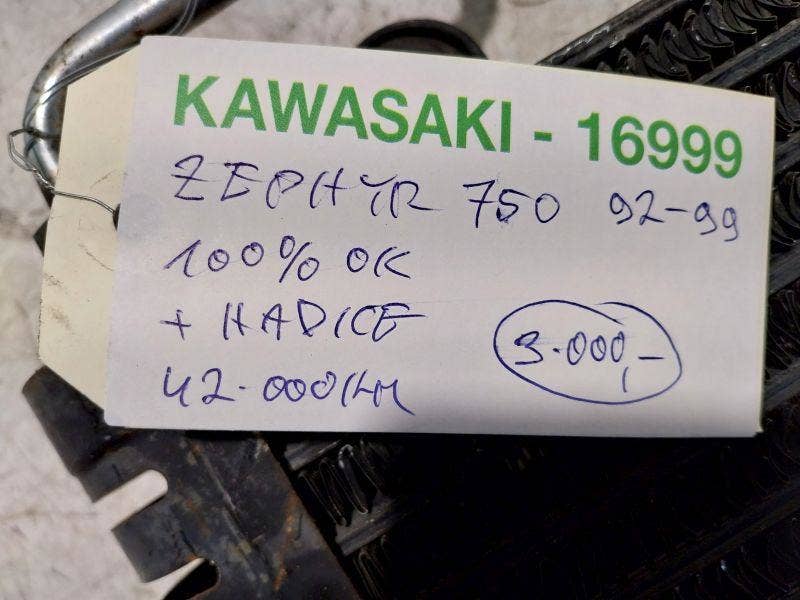 KAWASAKI - 16999
ZEPHYR 750 92-99
100% OK
+ HADICE
3.000,-
42.000KM